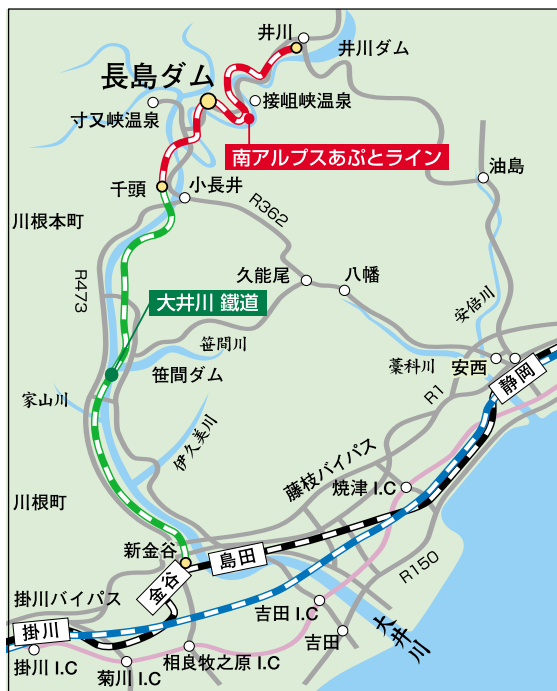 井川
井川ダム
長島ダム
接岨峡温泉
寸又峡温泉
南アルプスあぷとライン
油島
千頭
小長井
R362
川根本町
R473
久能尾
八幡
大井川 鐵道
安倍川
笹間川
藁科川
安西
静岡
笹間ダム
R1
家山川
伊久美川
藤枝バイパス
焼津 I.C
川根町
新金谷
島田
R150
金谷
掛川バイパス
吉田 I.C
大井川
掛川
吉田
掛川 I.C
相良牧之原 I.C
菊川 I.C